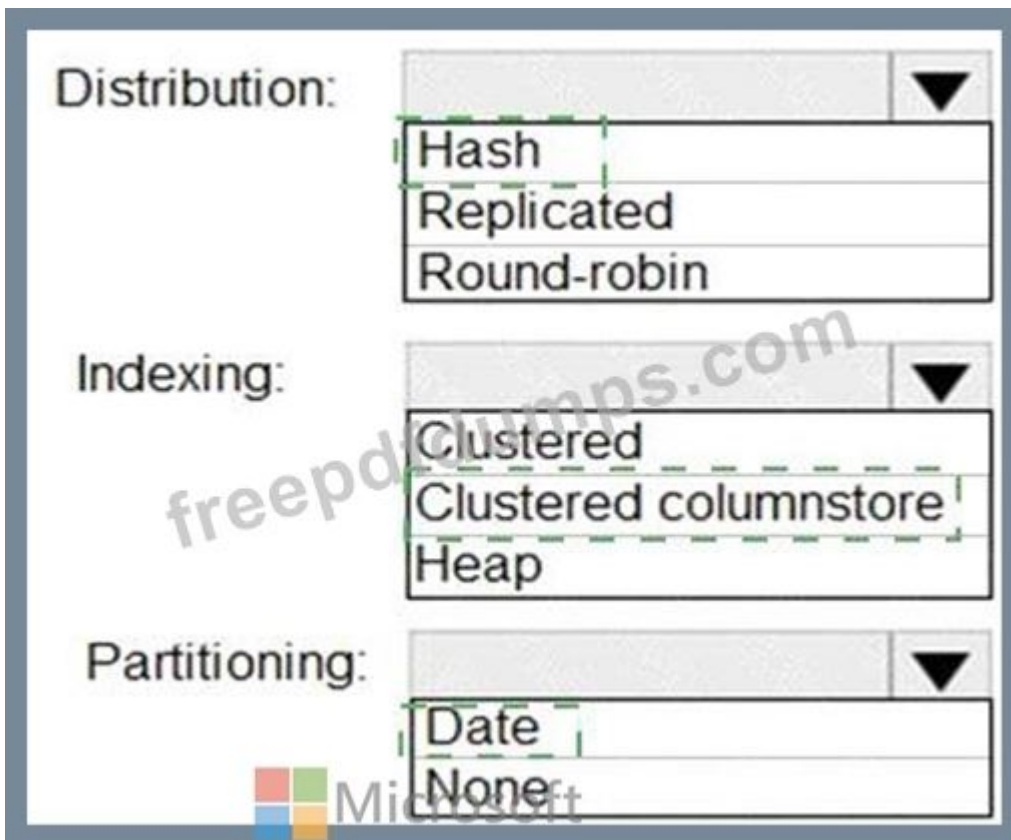 Distribution:
Hash
Replicated
Round-robin
Indexing:
Clustered
Clustered columnstore
Heap
Partitioning:
Date
None
freepdfdumps.com
Microsoft